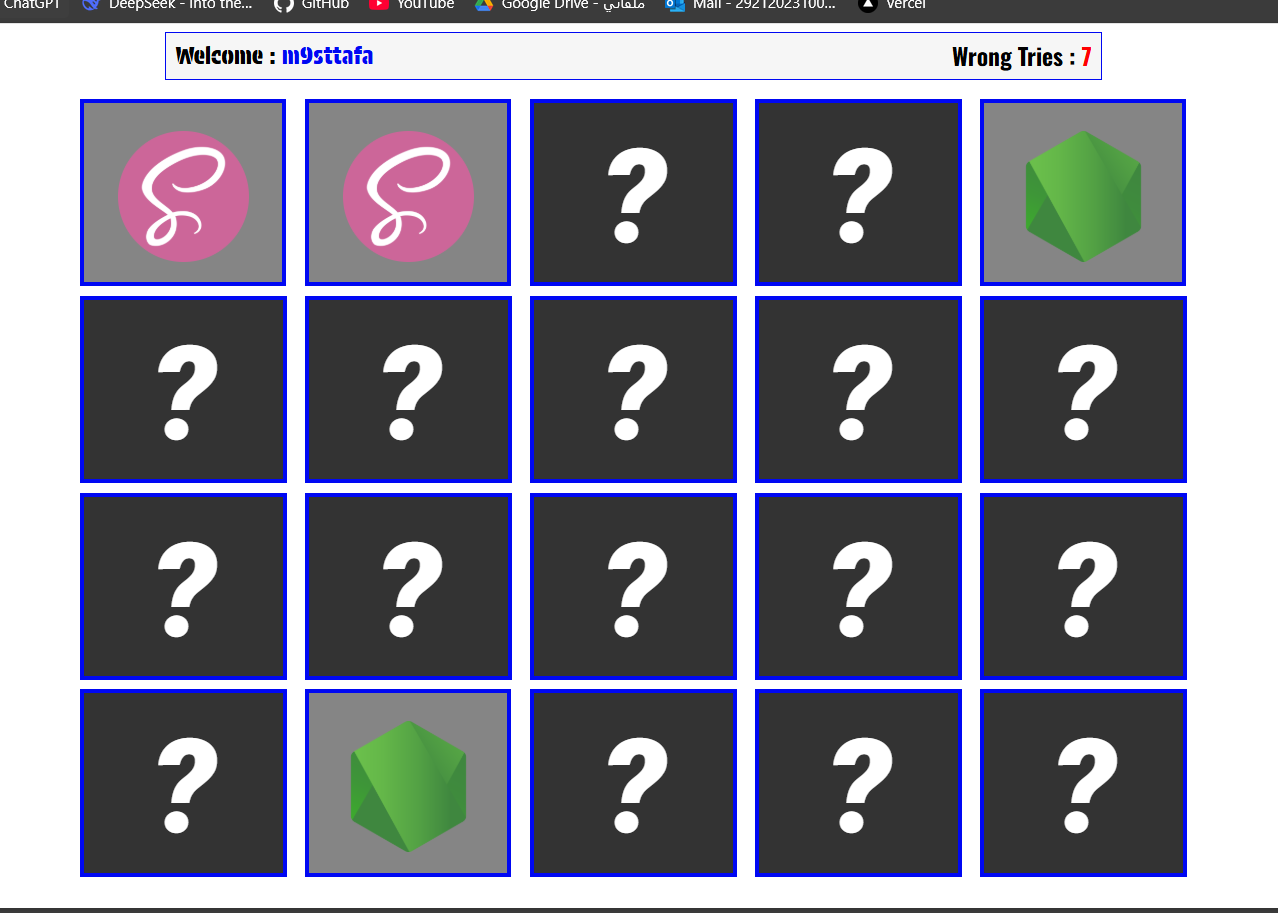 ChatGPT DeepSeek - Into the... GitHub YouTube Google Drive - ملفاتي Mail - 29212023100... Vercel
Welcome : m9sttafa Wrong Tries : 7
? ?
? ? ? ? ?
? ? ? ? ?
? ? ? ?